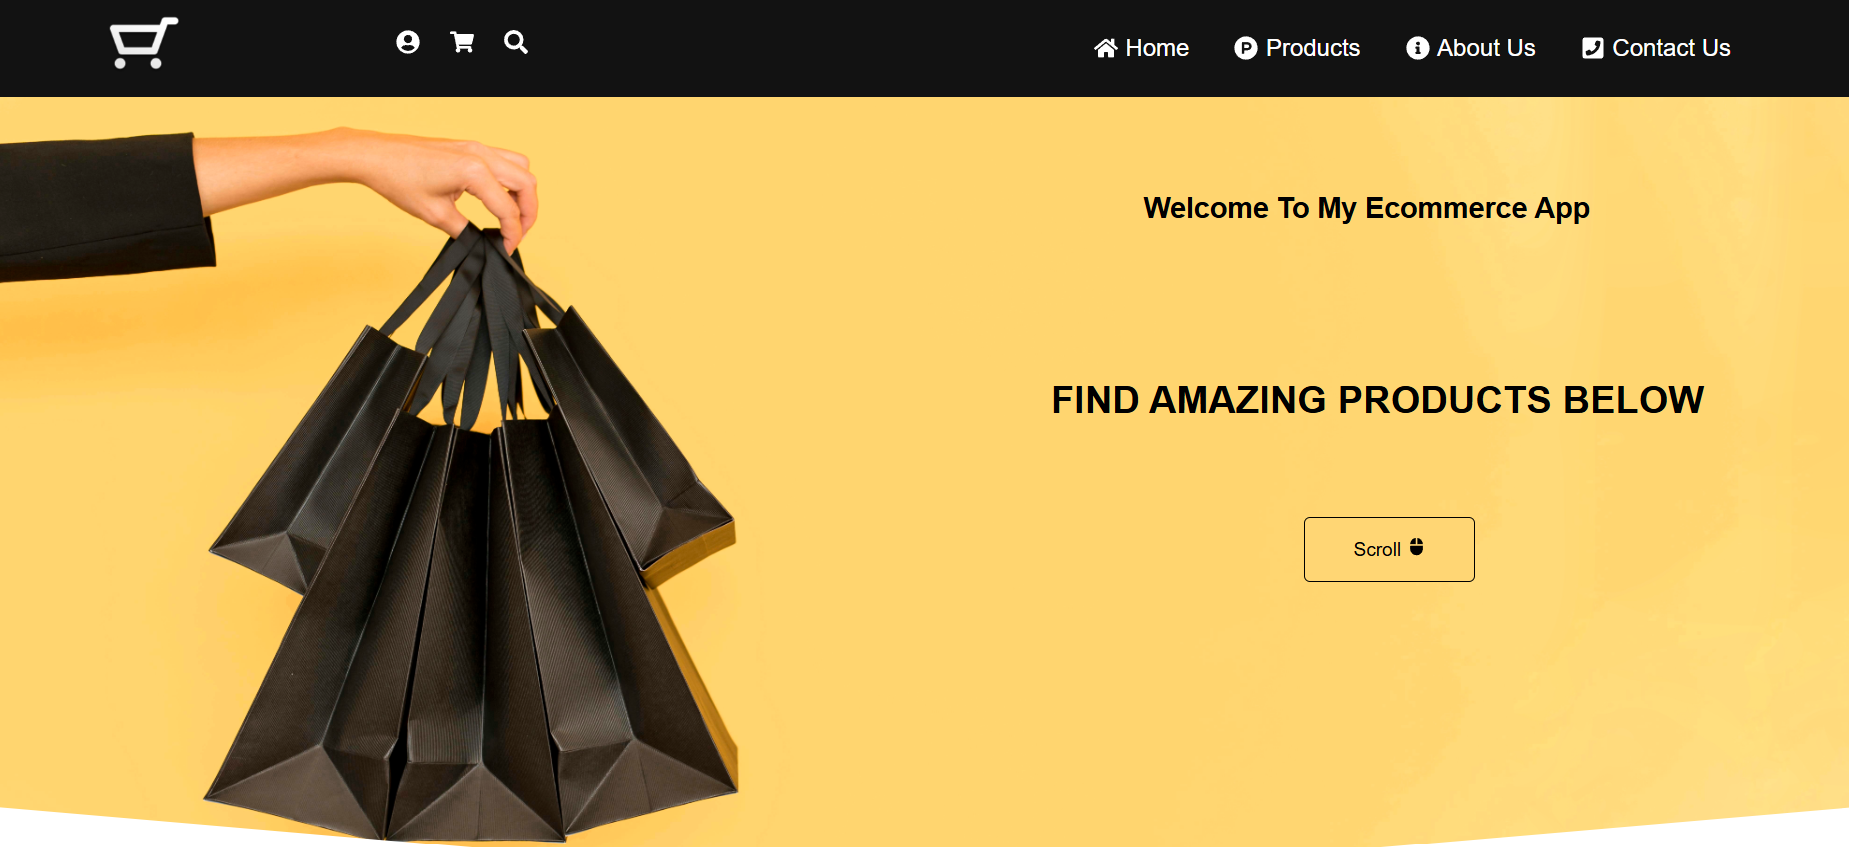 Home Products About Us Contact Us
Welcome To My Ecommerce App
FIND AMAZING PRODUCTS BELOW
Scroll